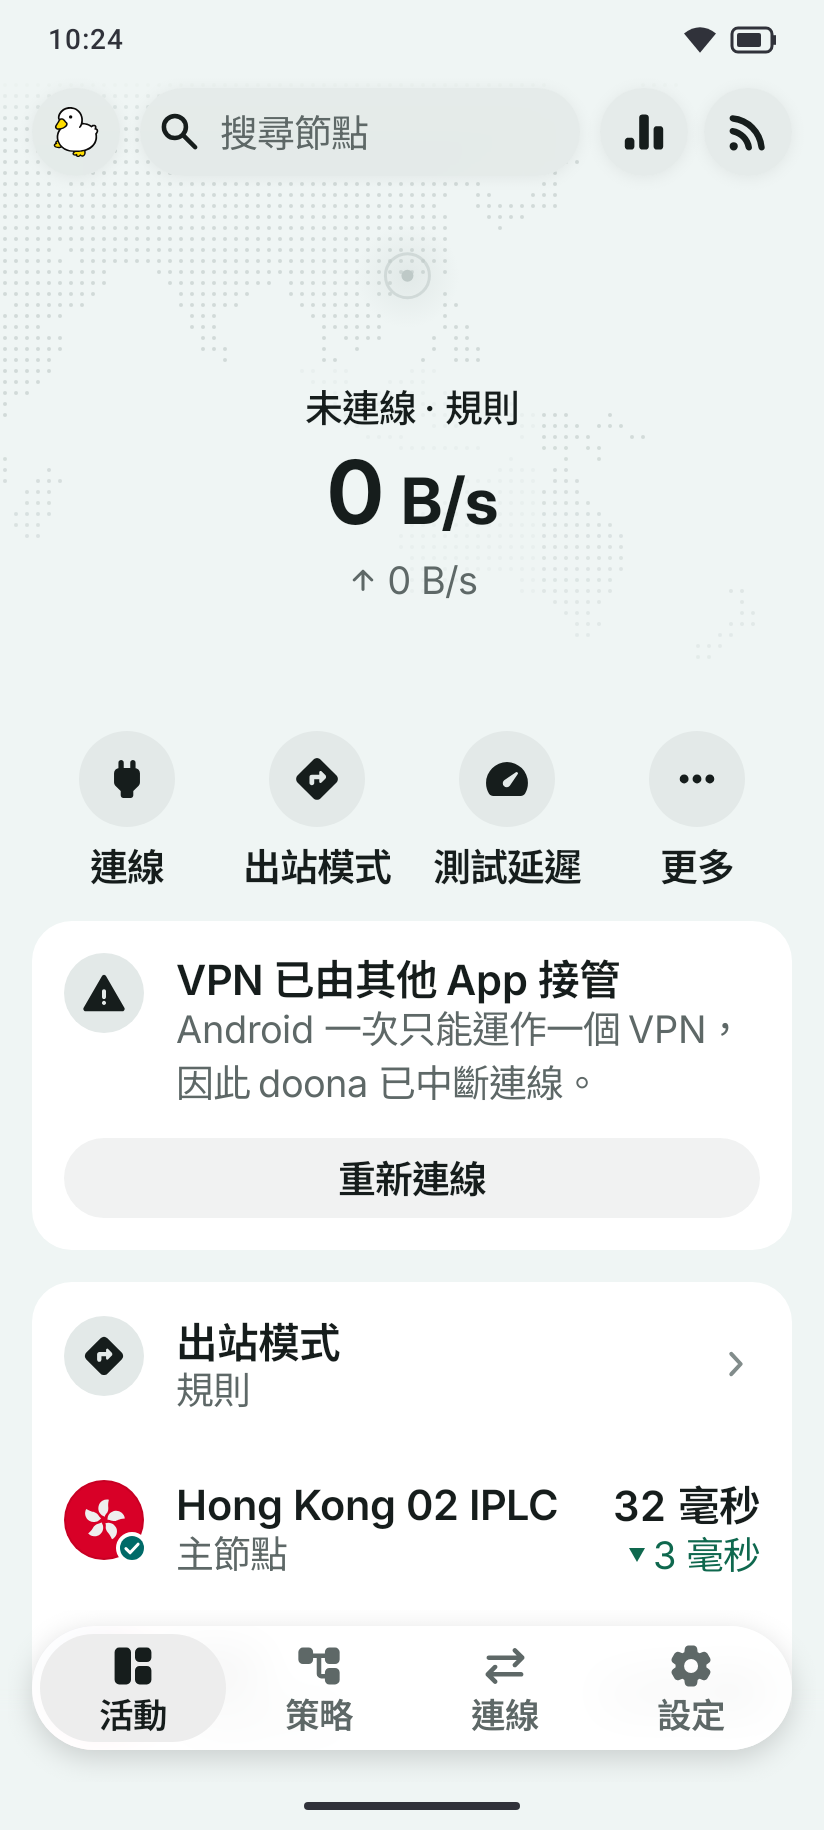 10:24
搜尋節點
未連線 · 規則
0 B/s
↑ 0 B/s
連線
出站模式
測試延遲
更多
VPN 已由其他 App 接管
Android 一次只能運作一個 VPN，
因此 doona 已中斷連線。
重新連線
出站模式
規則
Hong Kong 02 IPLC
32 毫秒
主節點
▼3 毫秒
活動
策略
連線
設定